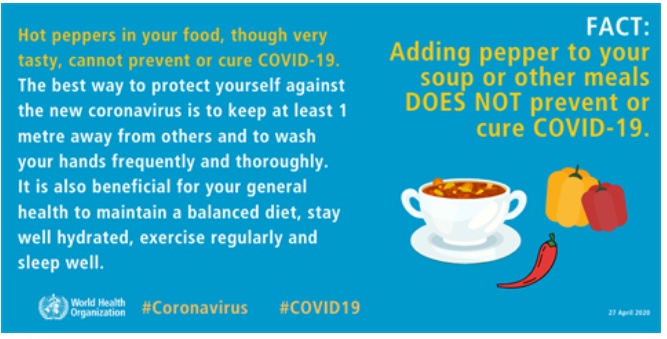 Hot peppers in your food, though very
tasty, cannot prevent or cure COVID-19.
The best way to protect yourself against
the new coronavirus is to keep at least 1
metre away from others and to wash
your hands frequently and thoroughly.
It is also beneficial for your general
health to maintain a balanced diet, stay
well hydrated, exercise regularly and
sleep well.
FACT:
Adding pepper to your
soup or other meals
DOES NOT prevent or
cure COVID-19.
World Health
Organization
#Coronavirus #COVID19
27 April 2020